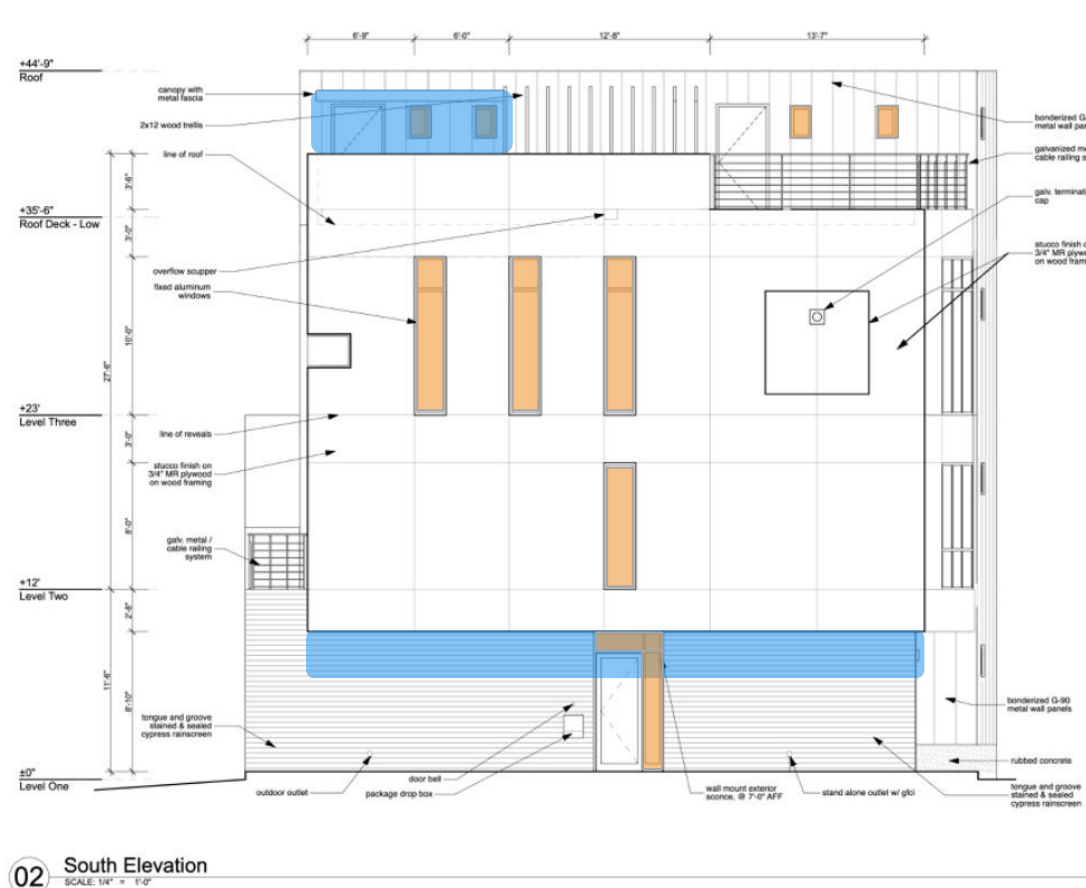 6'-9"
6'-0"
12'-8"
13'-7"
+44'-9"
Roof
canopy with
metal fascia
2x12 wood trellis
line of roof
3'-6"
+35'-6"
Roof Deck - Low
3'-0"
overflow scupper
fixed aluminum
windows
10'-0"
27'-6"
+23'
Level Three
3'-0"
line of reveals
stucco finish on
3/4" MR plywood
on wood framing
8'-0"
galv. metal /
cable railing
system
+12'
Level Two
2'-8"
11'-6"
8'-10"
tongue and groove
stained & sealed
cypress rainscreen
±0"
Level One
outdoor outlet
door bell
package drop box
wall mount exterior
sconce, @ 7'-0" AFF
stand alone outlet w/ gfci
bonderized G-
metal wall pan
galvanized me
cable railing s
galv. terminat
cap
stucco finish o
3/4" MR plywo
on wood fram
bonderized G-90
metal wall panels
rubbed concrete
tongue and groove
stained & sealed
cypress rainscreen
02
South Elevation
SCALE: 1/4" = 1'-0"